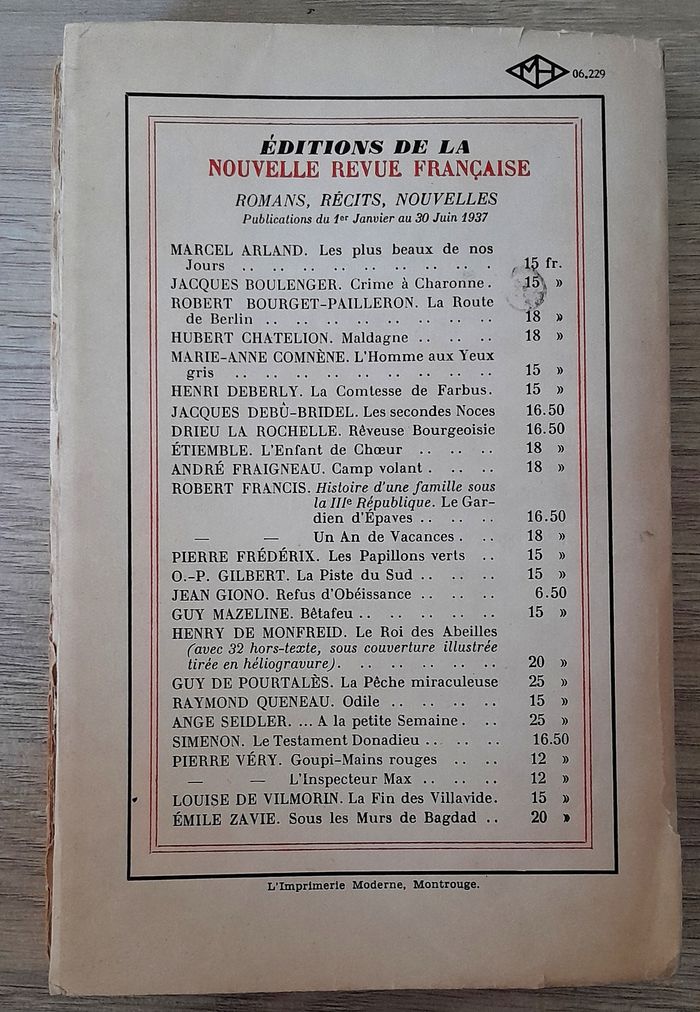 MH 06.229
ÉDITIONS DE LA
NOUVELLE REVUE FRANÇAISE
ROMANS, RÉCITS, NOUVELLES
Publications du 1er Janvier au 30 Juin 1937
MARCEL ARLAND. Les plus beaux de nos
Jours .. .. .. .. .. .. .. .. . 15 fr.
JACQUES BOULENGER. Crime à Charonne. 15 »
ROBERT BOURGET-PAILLERON. La Route
de Berlin .. .. .. .. .. .. .. .. 18 »
HUBERT CHATELION. Maldagne .. .. .. 18 »
MARIE-ANNE COMNÈNE. L'Homme aux Yeux
gris .. .. .. .. .. .. .. .. .. 15 »
HENRI DEBERLY. La Comtesse de Farbus. 15 »
JACQUES DEBÛ-BRIDEL. Les secondes Noces 16.50
DRIEU LA ROCHELLE. Rêveuse Bourgeoisie 16.50
ÉTIEMBLE. L'Enfant de Chœur .. .. .. 18 »
ANDRÉ FRAIGNEAU. Camp volant . .. .. 18 »
ROBERT FRANCIS. Histoire d'une famille sous
la IIIe République. Le Gar-
dien d'Épaves .. .. .. 16.50
— — Un An de Vacances . .. 18 »
PIERRE FRÉDÉRIX. Les Papillons verts .. 15 »
O.-P. GILBERT. La Piste du Sud .. .. .. 15 »
JEAN GIONO. Refus d'Obéissance .. .. .. 6.50
GUY MAZELINE. Bêtafeu .. .. .. .. .. 15 »
HENRY DE MONFREID. Le Roi des Abeilles
(avec 32 hors-texte, sous couverture illustrée
tirée en héliogravure). .. .. .. .. .. 20 »
GUY DE POURTALÈS. La Pêche miraculeuse 25 »
RAYMOND QUENEAU. Odile .. .. .. .. 15 »
ANGE SEIDLER. ... A la petite Semaine . .. 25 »
SIMENON. Le Testament Donadieu .. .. .. 16.50
PIERRE VÉRY. Goupi-Mains rouges .. .. 12 »
— — L'Inspecteur Max .. .. .. 12 »
LOUISE DE VILMORIN. La Fin des Villavide. 15 »
ÉMILE ZAVIE. Sous les Murs de Bagdad .. 20 »
L'Imprimerie Moderne, Montrouge.